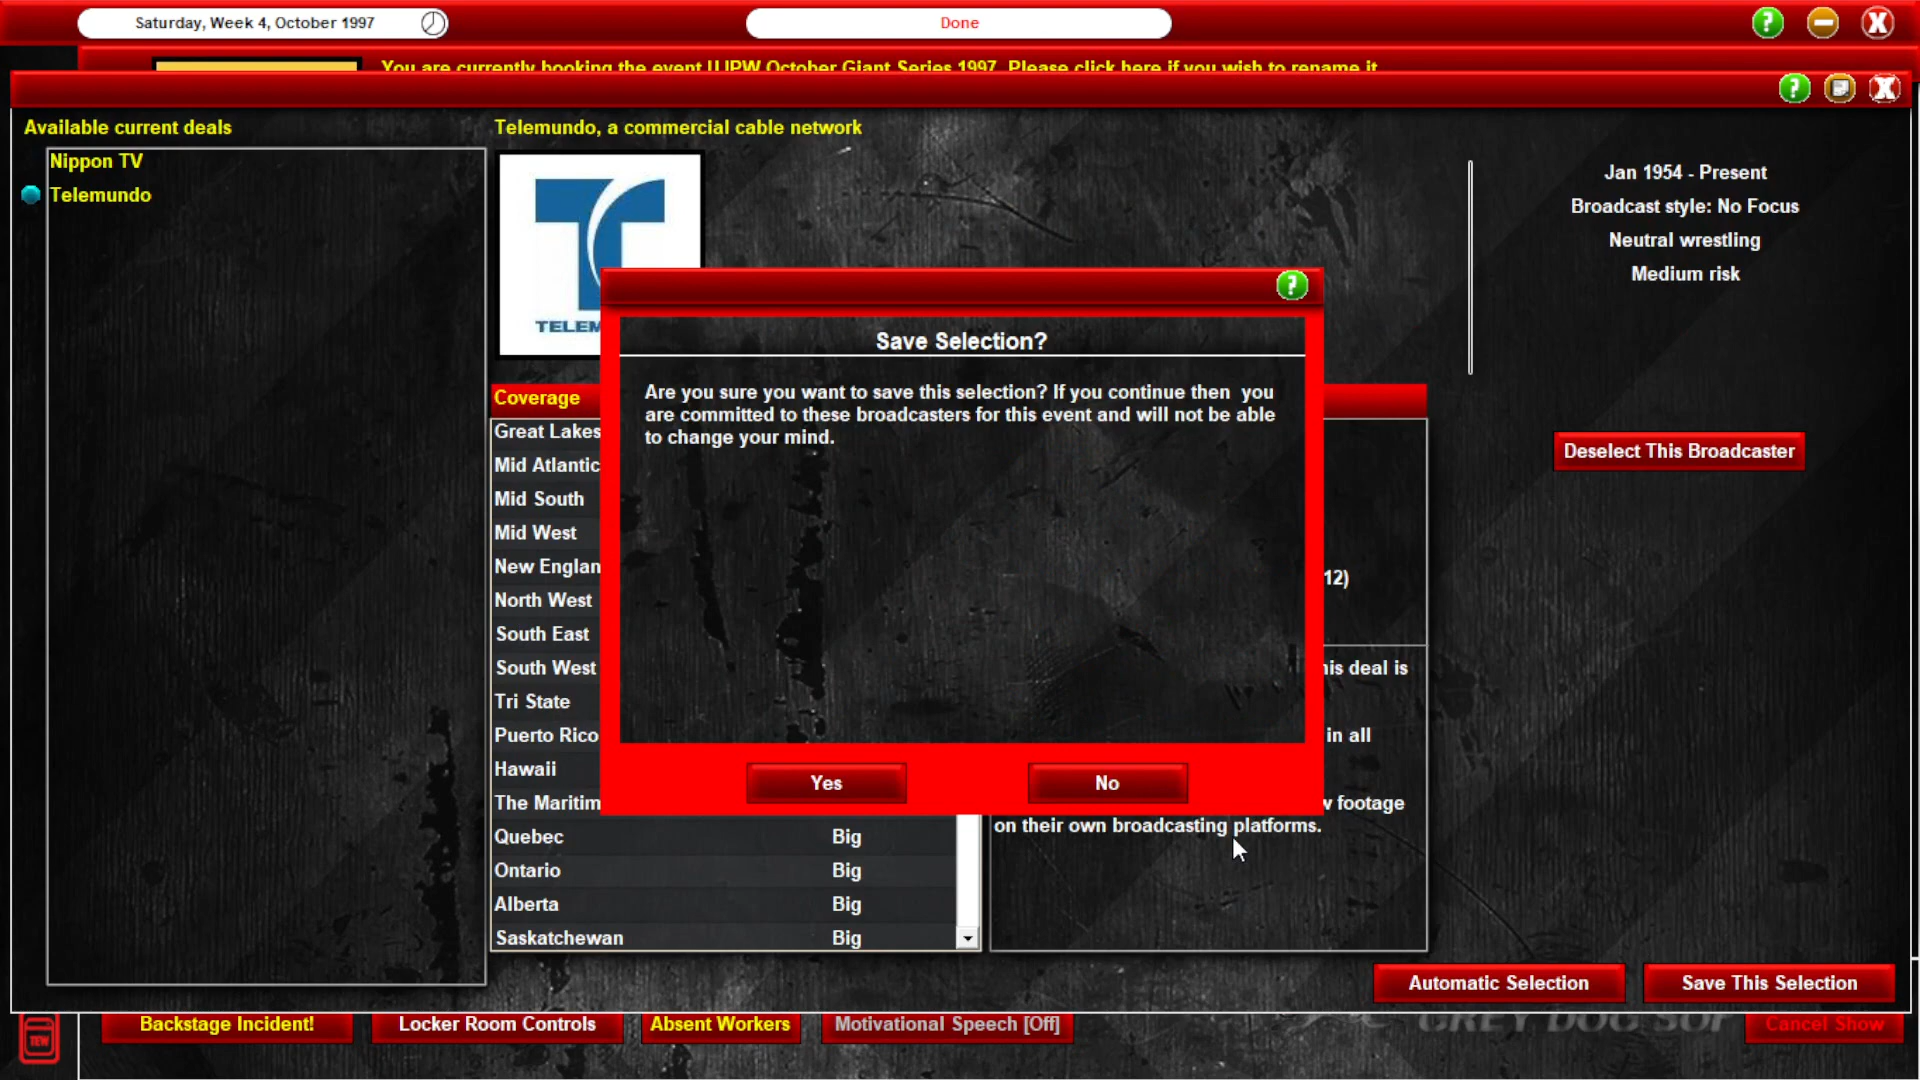 Saturday, Week 4, October 1997
Done
You are currently booking the event UJPW October Giant Series 1997. Please click here if you wish to rename it.
Available current deals
Nippon TV
Telemundo
Telemundo, a commercial cable network
Jan 1954 - Present
Broadcast style: No Focus
Neutral wrestling
Medium risk
Save Selection?
Are you sure you want to save this selection? If you continue then you
are committed to these broadcasters for this event and will not be able
to change your mind.
Yes
No
Coverage
Great Lakes
Mid Atlantic
Mid South
Mid West
New Englan
North West
South East
South West
Tri State
Puerto Rico
Hawaii
The Maritim
Quebec Big
Ontario Big
Alberta Big
Saskatchewan Big
12)
his deal is
in all
footage
on their own broadcasting platforms.
Deselect This Broadcaster
Automatic Selection
Save This Selection
Backstage Incident!
Locker Room Controls
Absent Workers
Motivational Speech [Off]
GREY DOG SOF
Cancel Show
TEW